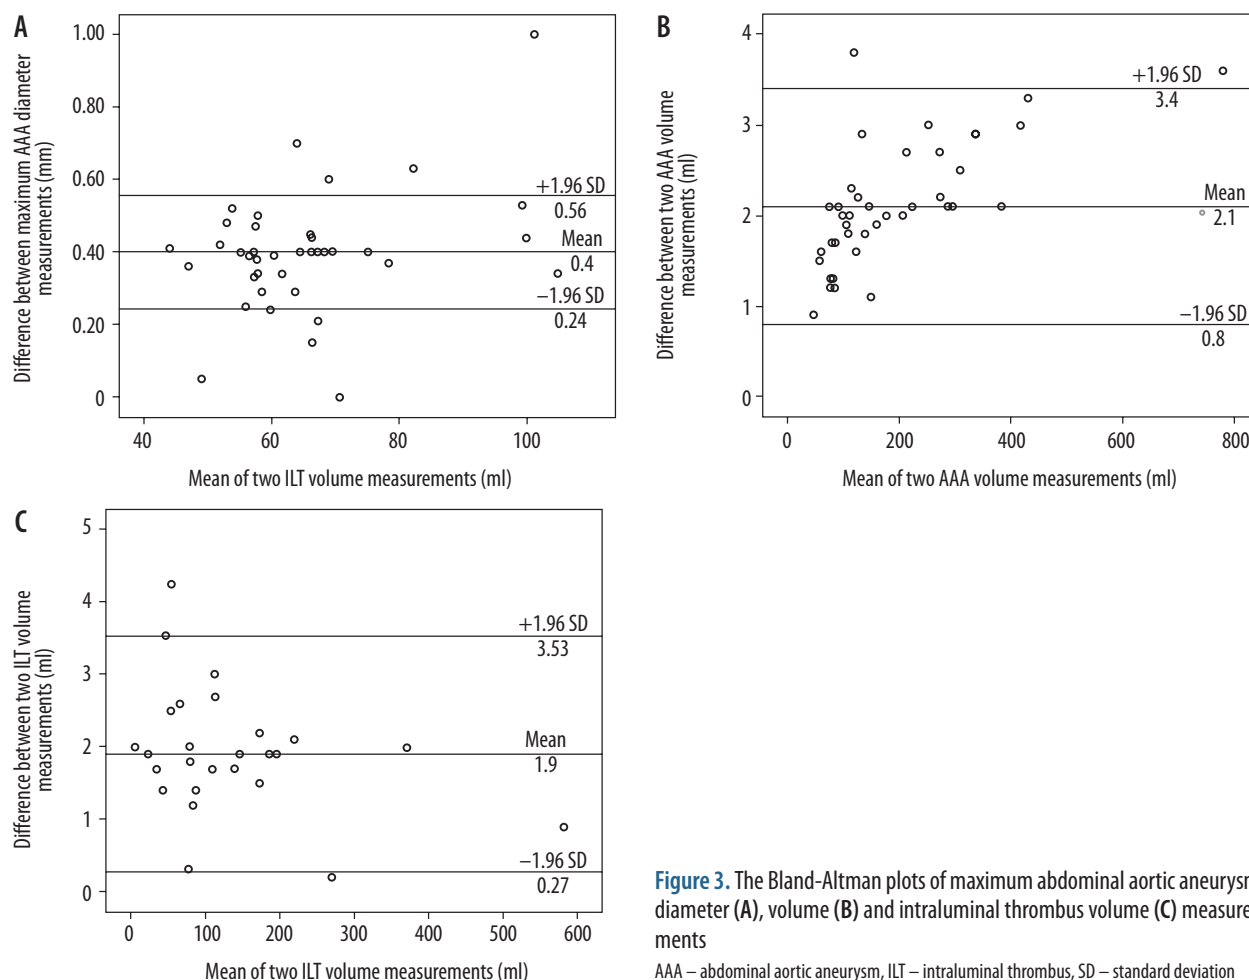 A
Difference between maximum AAA diameter
measurements (mm)
1.00
0.80
0.60
0.40
0.20
0
+1.96 SD
0.56
Mean
0.4
−1.96 SD
0.24
40 60 80 100
Mean of two ILT volume measurements (ml)
B
Difference between two AAA volume
measurements (ml)
4
3
2
1
0
+1.96 SD
3.4
Mean
2.1
−1.96 SD
0.8
0 200 400 600 800
Mean of two AAA volume measurements (ml)
C
Difference between two ILT volume
measurements (ml)
5
4
3
2
1
0
+1.96 SD
3.53
Mean
1.9
−1.96 SD
0.27
0 100 200 300 400 500 600
Mean of two ILT volume measurements (ml)
Figure 3. The Bland-Altman plots of maximum abdominal aortic aneurysm
diameter (A), volume (B) and intraluminal thrombus volume (C) measure-
ments
AAA – abdominal aortic aneurysm, ILT – intraluminal thrombus, SD – standard deviation